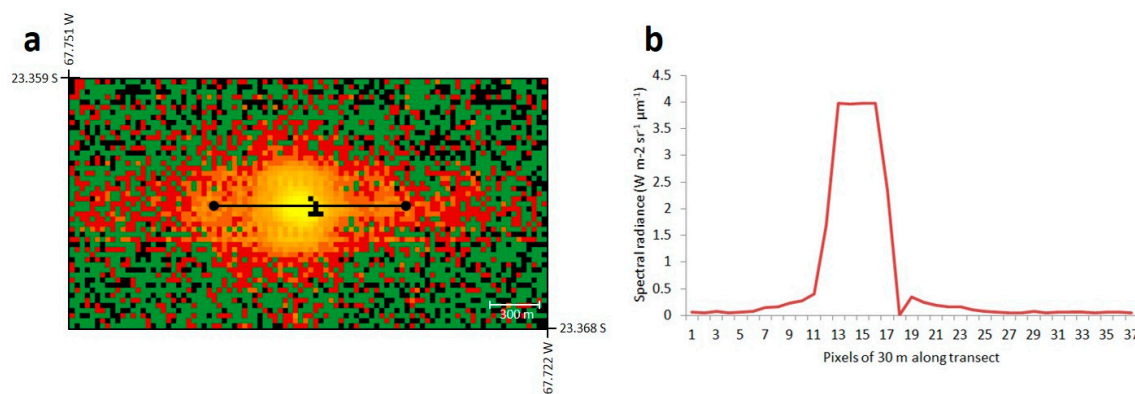 a
67.751 W
23.359 S
300 m
23.368 S
67.722 W
b
Spectral radiance (W m-2 sr⁻¹ µm⁻¹)
4.5
4
3.5
3
2.5
2
1.5
1
0.5
0
1 3 5 7 9 11 13 15 17 19 21 23 25 27 29 31 33 35 37
Pixels of 30 m along transect